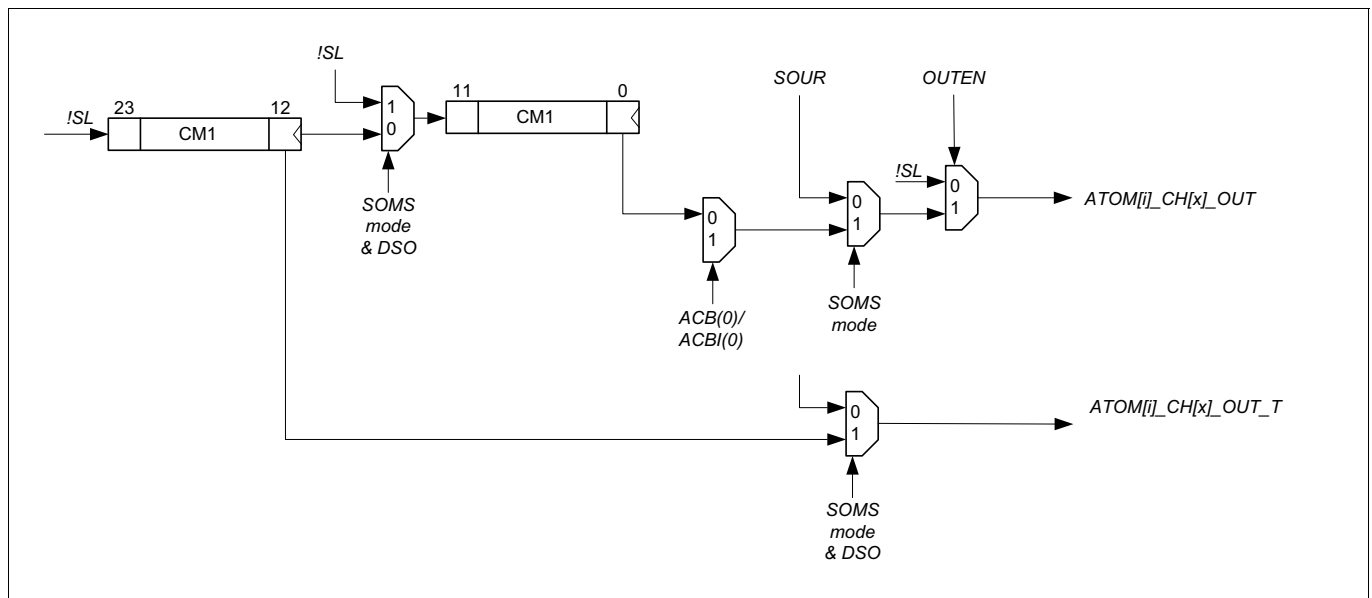 !SL
SOUR
OUTEN
11
0
23
12
!SL
1
0
CM1
CM1
!SL
0
1
0
1
0
1
ATOM[i]_CH[x]_OUT
SOMS
mode
& DSO
SOMS
mode
ACB(0)/
ACBI(0)
0
1
ATOM[i]_CH[x]_OUT_T
SOMS
mode
& DSO